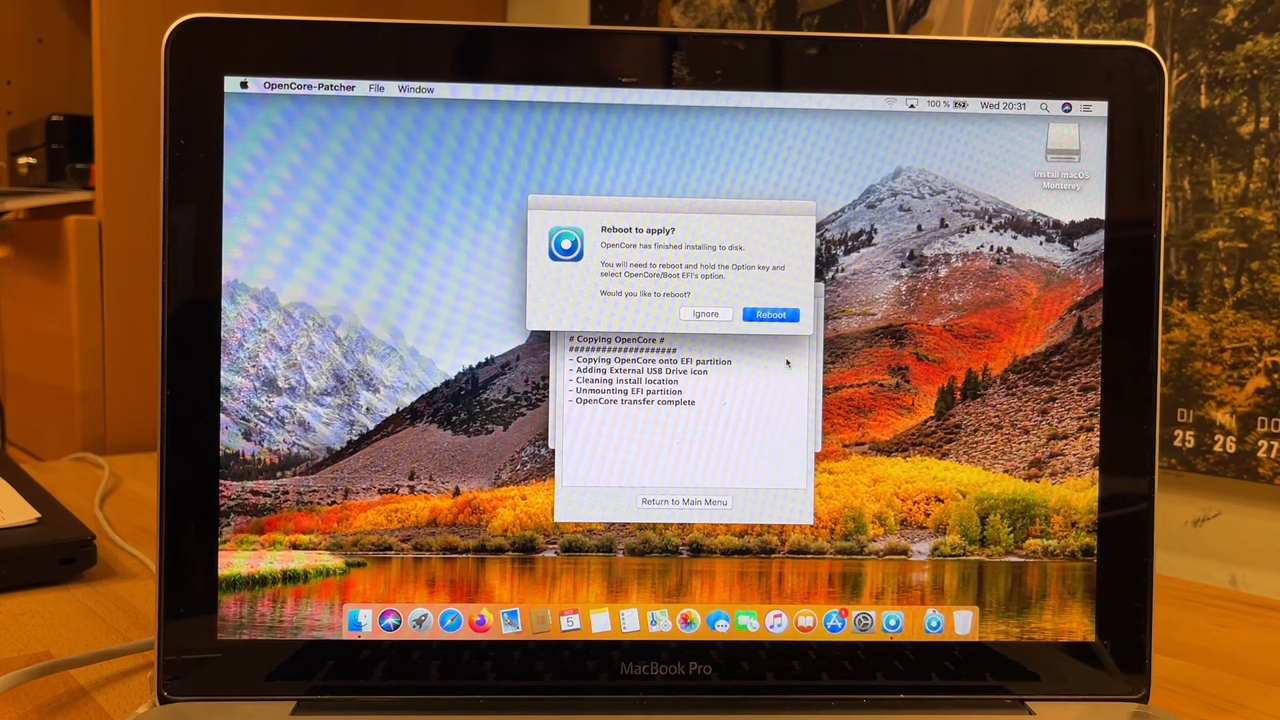 OpenCore-Patcher File Window
100 % Wed 20:31
Install macOS
Monterey
Reboot to apply?
OpenCore has finished installing to disk.
You will need to reboot and hold the Option key and
select OpenCore/Boot EFI's option.
Would you like to reboot?
Ignore Reboot
# Copying OpenCore #
####################
- Copying OpenCore onto EFI partition
- Adding External USB Drive icon
- Cleaning install location
- Unmounting EFI partition
- OpenCore transfer complete
Return to Main Menu
DI MI DO
25 26 27
5
MacBook Pro